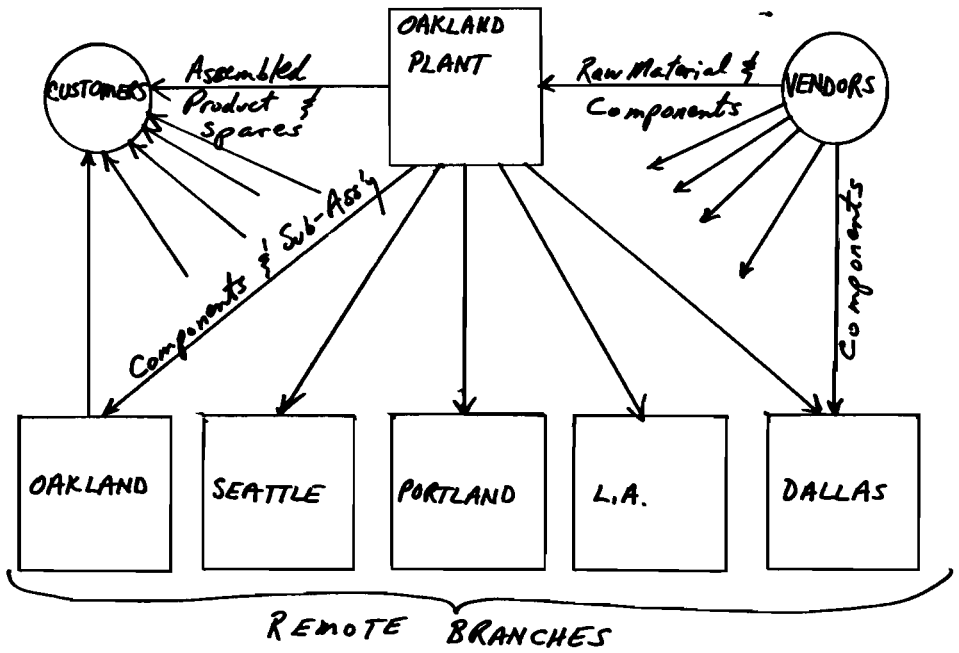 OAKLAND
PLANT
CUSTOMERS
Assembled
Product &
spares
Raw Material &
Components
VENDORS
Components & Sub-Ass'y
Components
OAKLAND
SEATTLE
PORTLAND
L.A.
DALLAS
REMOTE BRANCHES